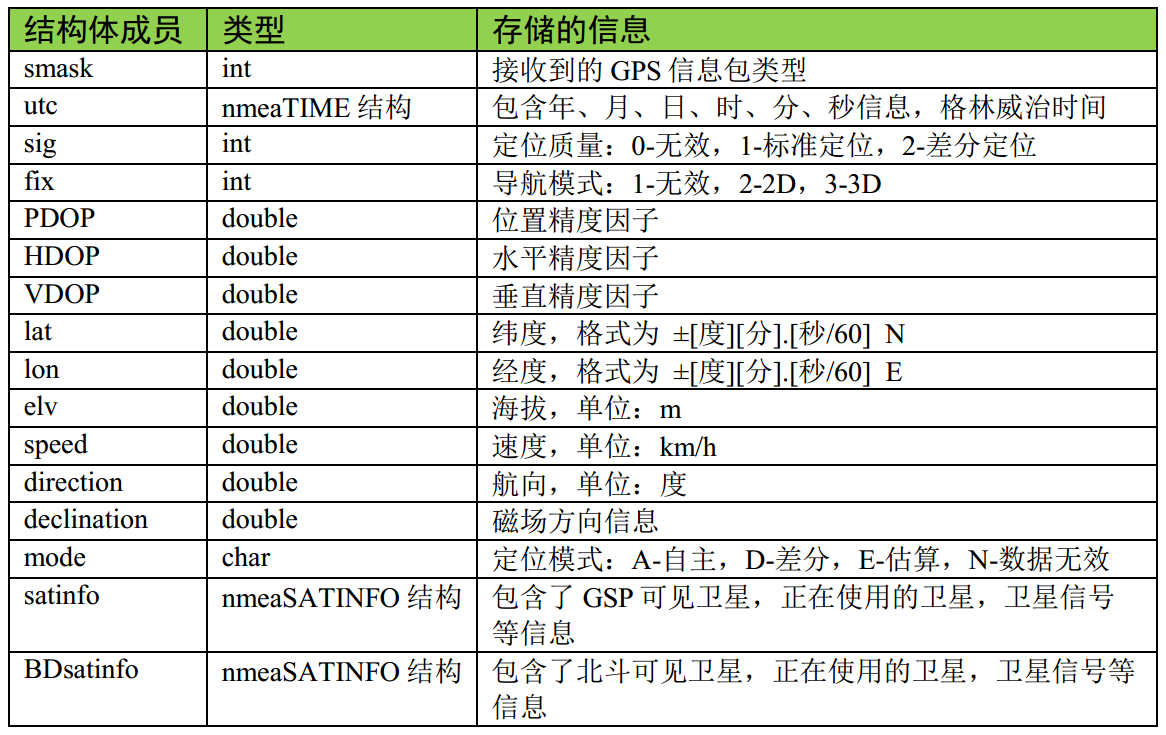 结构体成员 类型 存储的信息
smask int 接收到的 GPS 信息包类型
utc nmeaTIME 结构 包含年、月、日、时、分、秒信息，格林威治时间
sig int 定位质量：0-无效，1-标准定位，2-差分定位
fix int 导航模式：1-无效，2-2D，3-3D
PDOP double 位置精度因子
HDOP double 水平精度因子
VDOP double 垂直精度因子
lat double 纬度，格式为 ±[度][分].[秒/60] N
lon double 经度，格式为 ±[度][分].[秒/60] E
elv double 海拔，单位：m
speed double 速度，单位：km/h
direction double 航向，单位：度
declination double 磁场方向信息
mode char 定位模式：A-自主，D-差分，E-估算，N-数据无效
satinfo nmeaSATINFO 结构 包含了 GSP 可见卫星，正在使用的卫星，卫星信号
等信息
BDsatinfo nmeaSATINFO 结构 包含了北斗可见卫星，正在使用的卫星，卫星信号等
信息